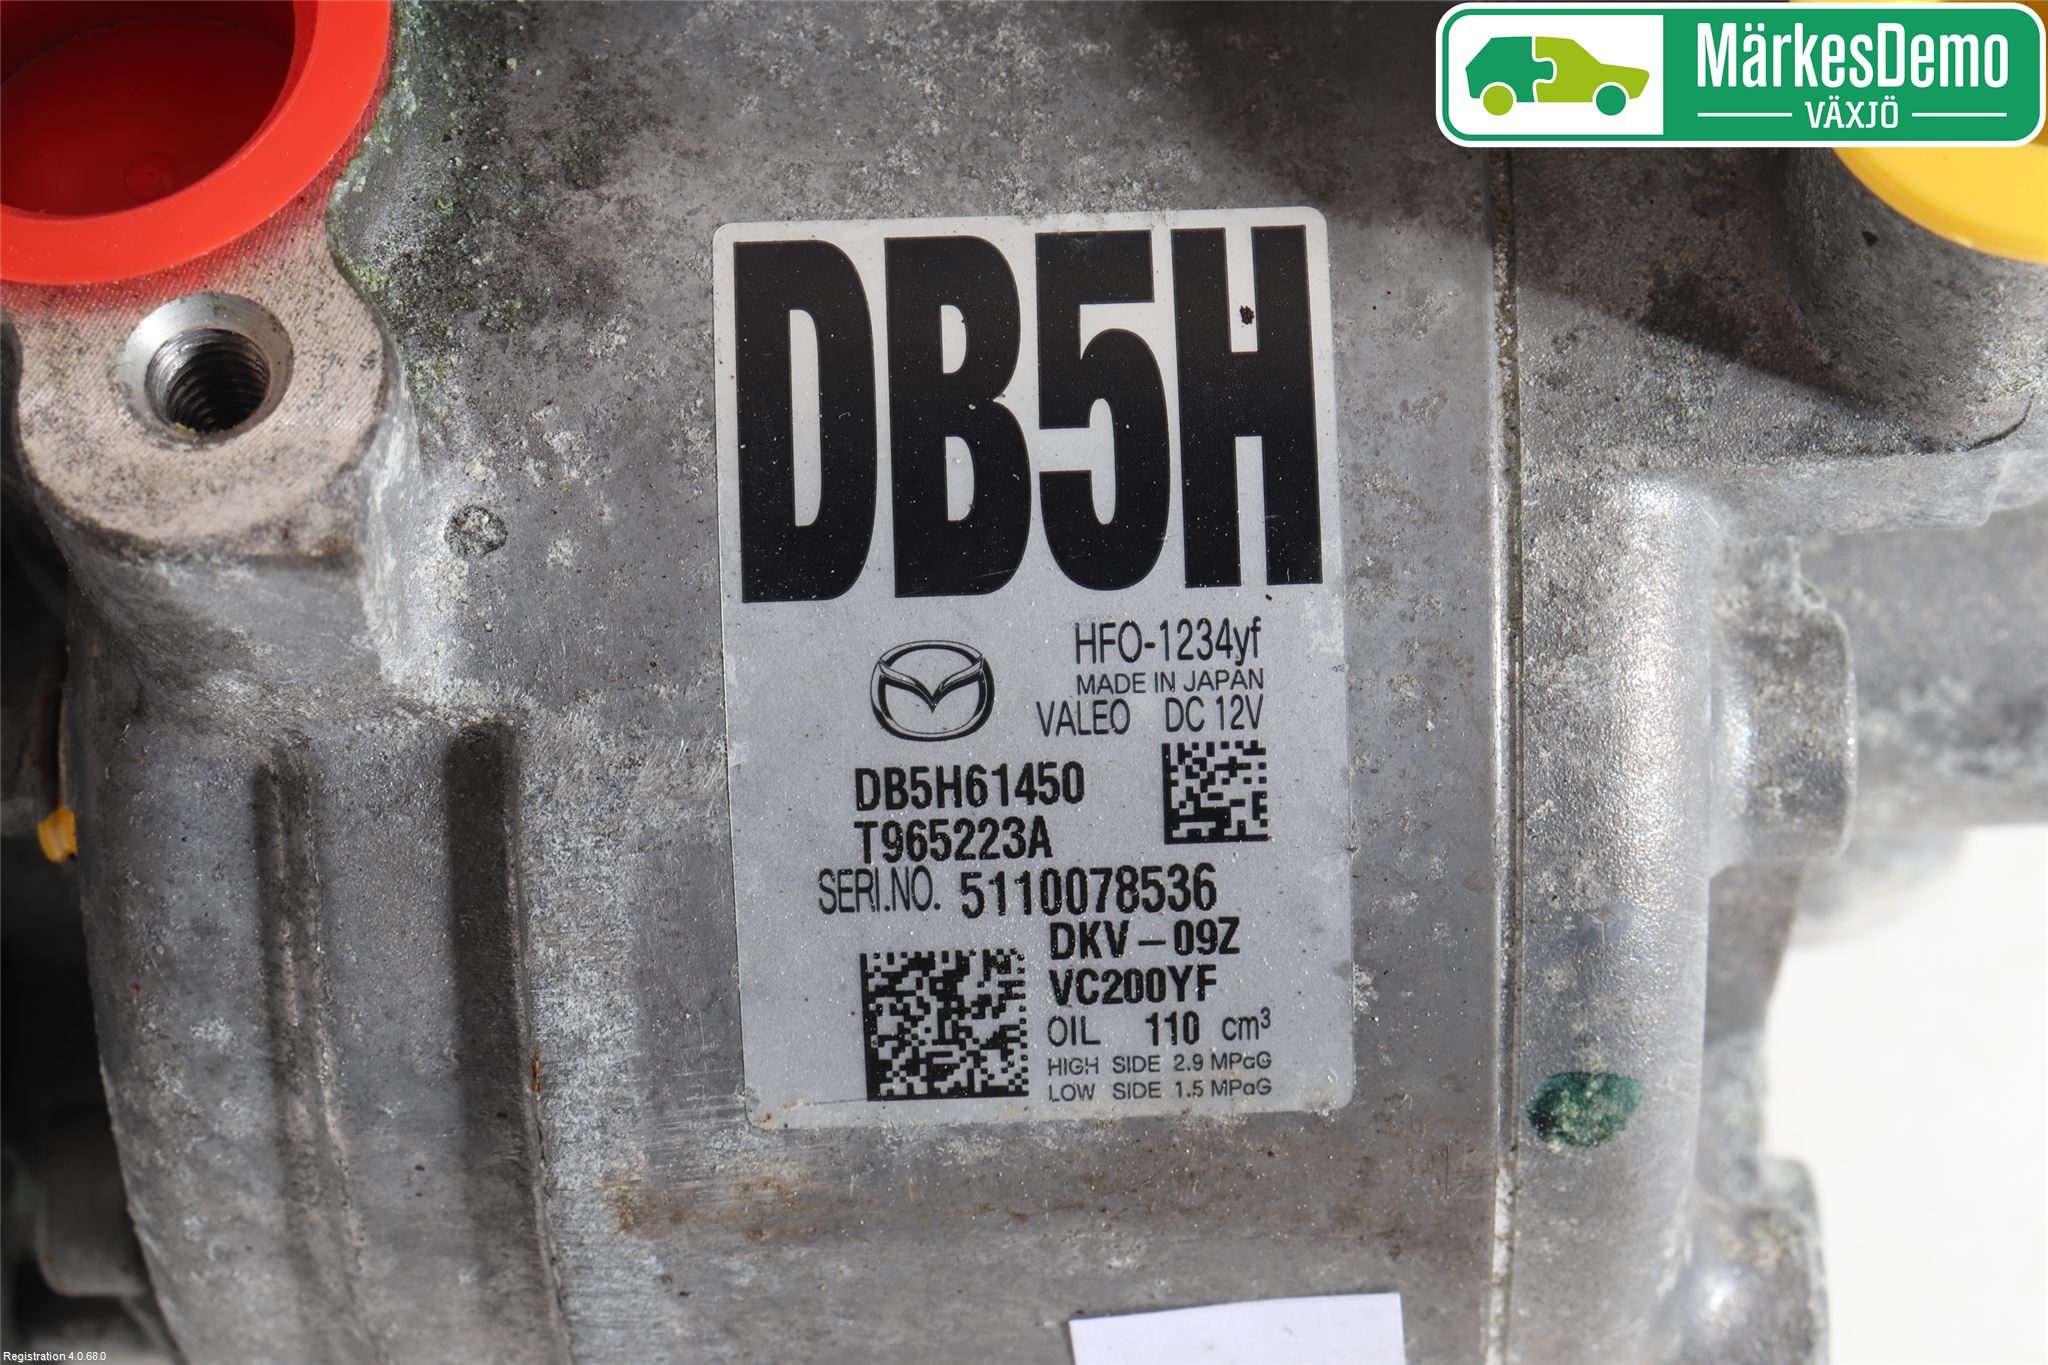 MärkesDemo
VÄXJÖ
DB5H
HFO-1234yf
MADE IN JAPAN
VALEO DC 12V
DB5H61450
T965223A
SERI.NO. 5110078536
DKV-09Z
VC200YF
OIL 110 cm³
HIGH SIDE 2.9 MPaG
LOW SIDE 1.5 MPaG
Registration 4.0.68.0